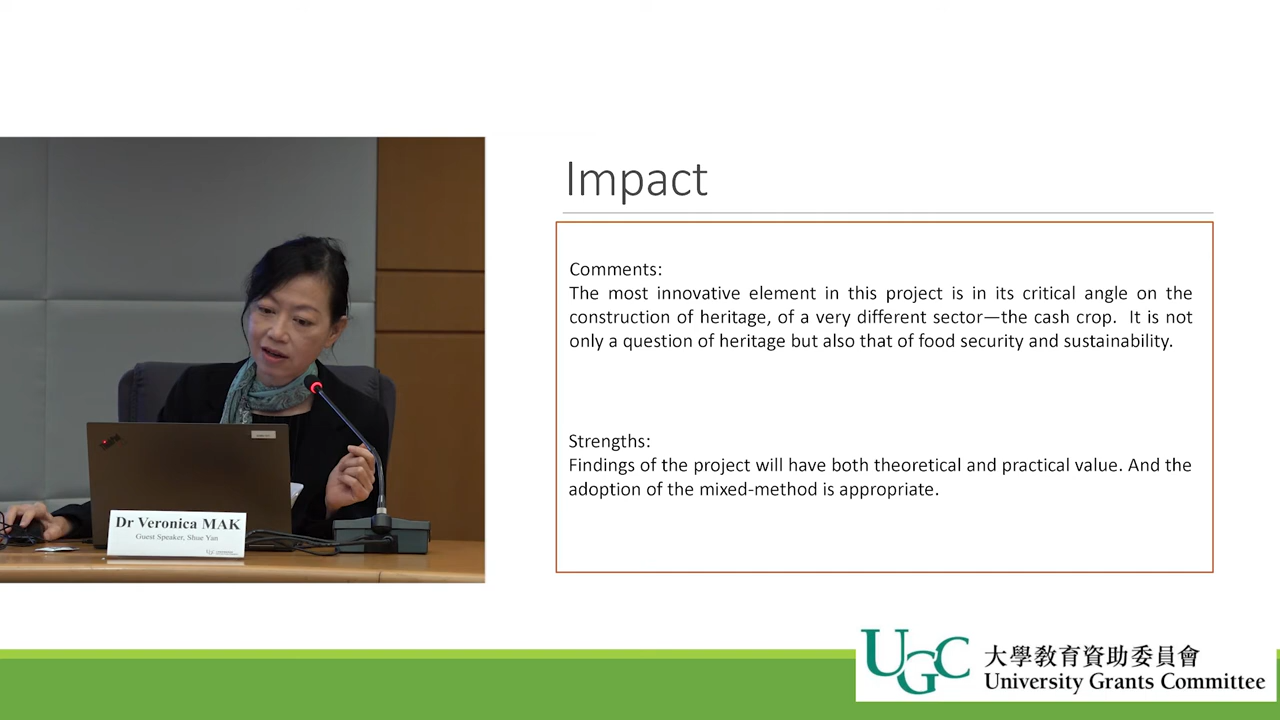 Impact
Comments:
The most innovative element in this project is in its critical angle on the
construction of heritage, of a very different sector—the cash crop. It is not
only a question of heritage but also that of food security and sustainability.
Strengths:
Findings of the project will have both theoretical and practical value. And the
adoption of the mixed-method is appropriate.
Dr Veronica MAK
Guest Speaker, Shue Yan
UGC
大學教育資助委員會
University Grants Committee